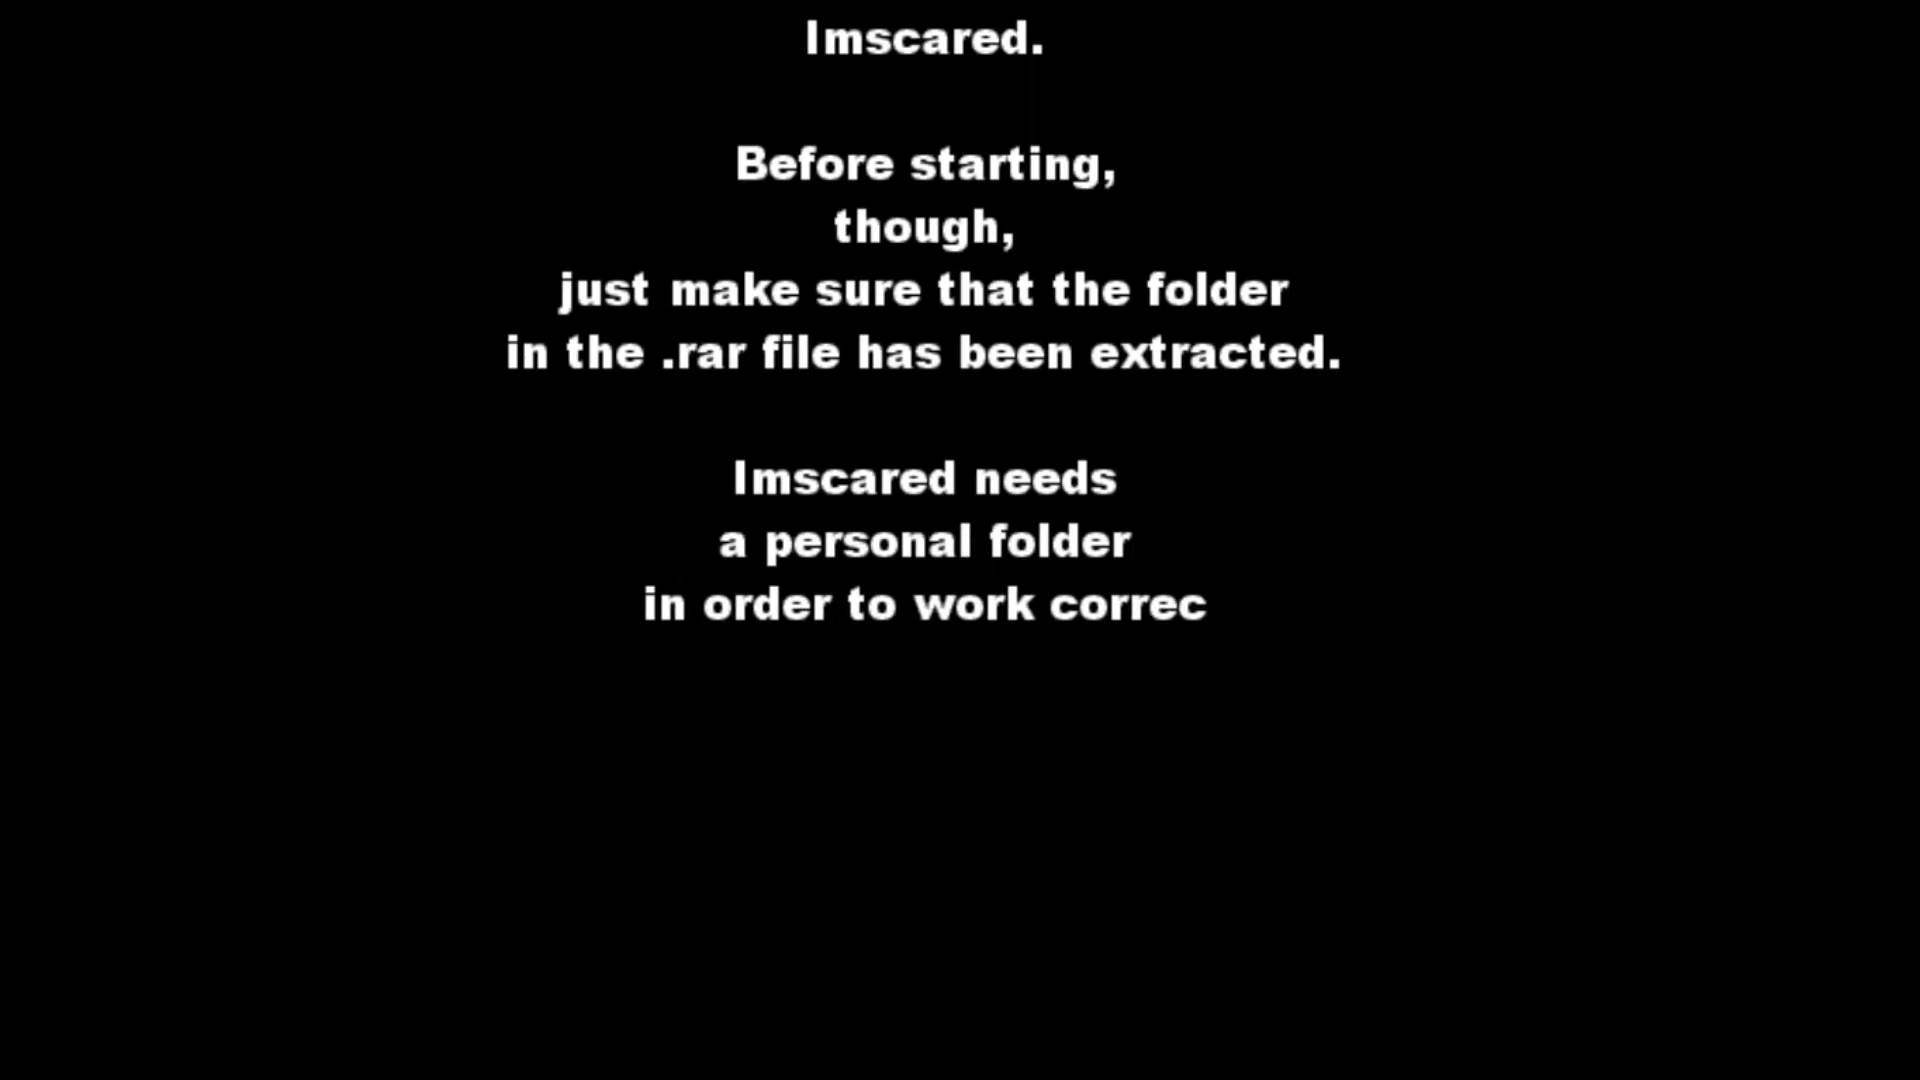 Imscared.
Before starting,
though,
just make sure that the folder
in the .rar file has been extracted.
Imscared needs
a personal folder
in order to work correc